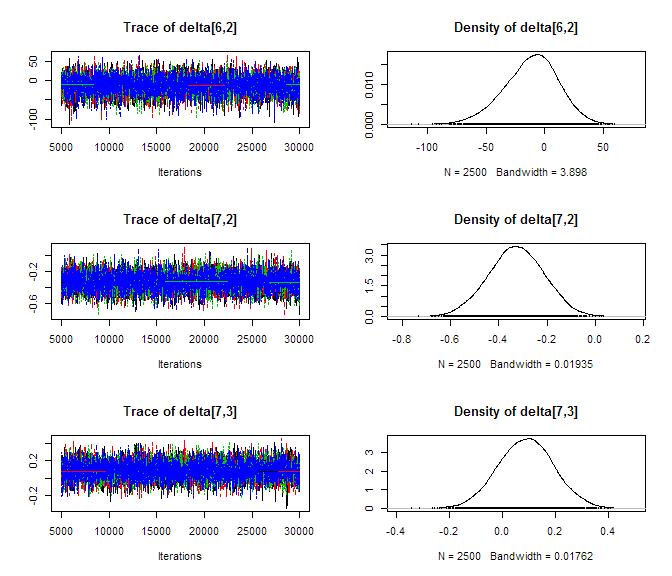 Trace of delta[6,2]
50
0
-100
5000 10000 15000 20000 25000 30000
Iterations
Density of delta[6,2]
0.010
0.000
-100 -50 0 50
N = 2500 Bandwidth = 3.898
Trace of delta[7,2]
-0.2
-0.6
5000 10000 15000 20000 25000 30000
Iterations
Density of delta[7,2]
3.0
1.5
0.0
-0.8 -0.6 -0.4 -0.2 0.0 0.2
N = 2500 Bandwidth = 0.01935
Trace of delta[7,3]
0.2
-0.2
5000 10000 15000 20000 25000 30000
Iterations
Density of delta[7,3]
3
2
1
0
-0.4 -0.2 0.0 0.2 0.4
N = 2500 Bandwidth = 0.01762